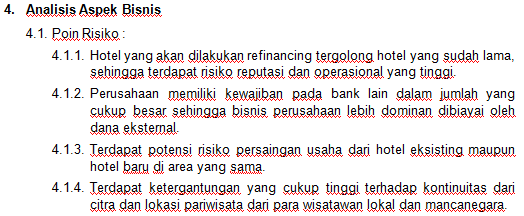 4. Analisis Aspek Bisnis
4.1. Poin Risiko :
4.1.1. Hotel yang akan dilakukan refinancing tergolong hotel yang sudah lama,
sehingga terdapat risiko reputasi dan operasional yang tinggi.
4.1.2. Perusahaan memiliki kewajiban pada bank lain dalam jumlah yang
cukup besar sehingga bisnis perusahaan lebih dominan dibiayai oleh
dana eksternal.
4.1.3. Terdapat potensi risiko persaingan usaha dari hotel eksisting maupun
hotel baru di area yang sama.
4.1.4. Terdapat ketergantungan yang cukup tinggi terhadap kontinuitas dari
citra dan lokasi pariwisata dari para wisatawan lokal dan mancanegara.